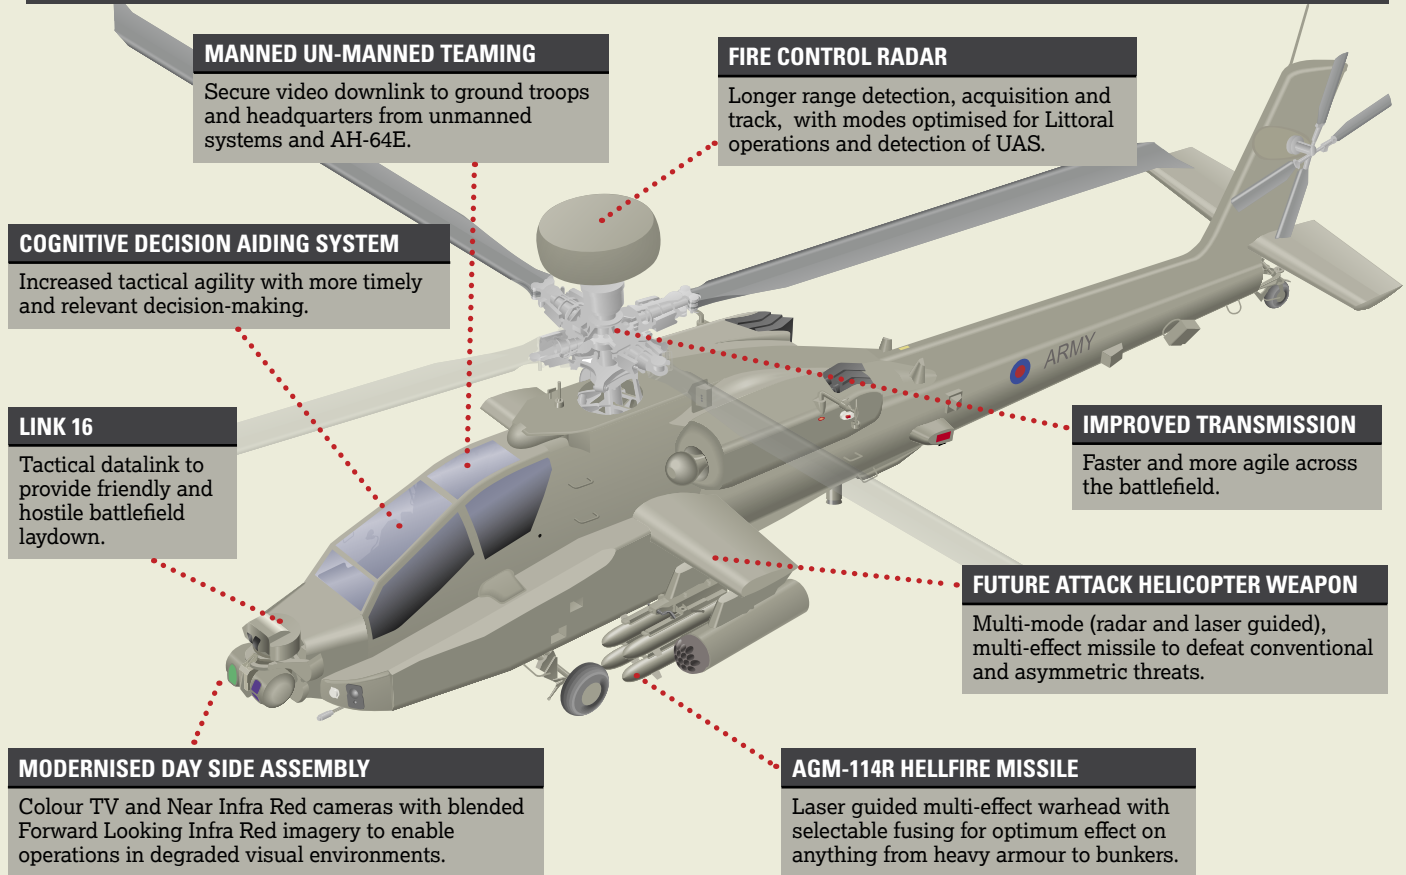 MANNED UN-MANNED TEAMING
Secure video downlink to ground troops
and headquarters from unmanned
systems and AH-64E.
FIRE CONTROL RADAR
Longer range detection, acquisition and
track, with modes optimised for Littoral
operations and detection of UAS.
COGNITIVE DECISION AIDING SYSTEM
Increased tactical agility with more timely
and relevant decision-making.
ARMY
LINK 16
Tactical datalink to
provide friendly and
hostile battlefield
laydown.
IMPROVED TRANSMISSION
Faster and more agile across
the battlefield.
FUTURE ATTACK HELICOPTER WEAPON
Multi-mode (radar and laser guided),
multi-effect missile to defeat conventional
and asymmetric threats.
MODERNISED DAY SIDE ASSEMBLY
Colour TV and Near Infra Red cameras with blended
Forward Looking Infra Red imagery to enable
operations in degraded visual environments.
AGM-114R HELLFIRE MISSILE
Laser guided multi-effect warhead with
selectable fusing for optimum effect on
anything from heavy armour to bunkers.